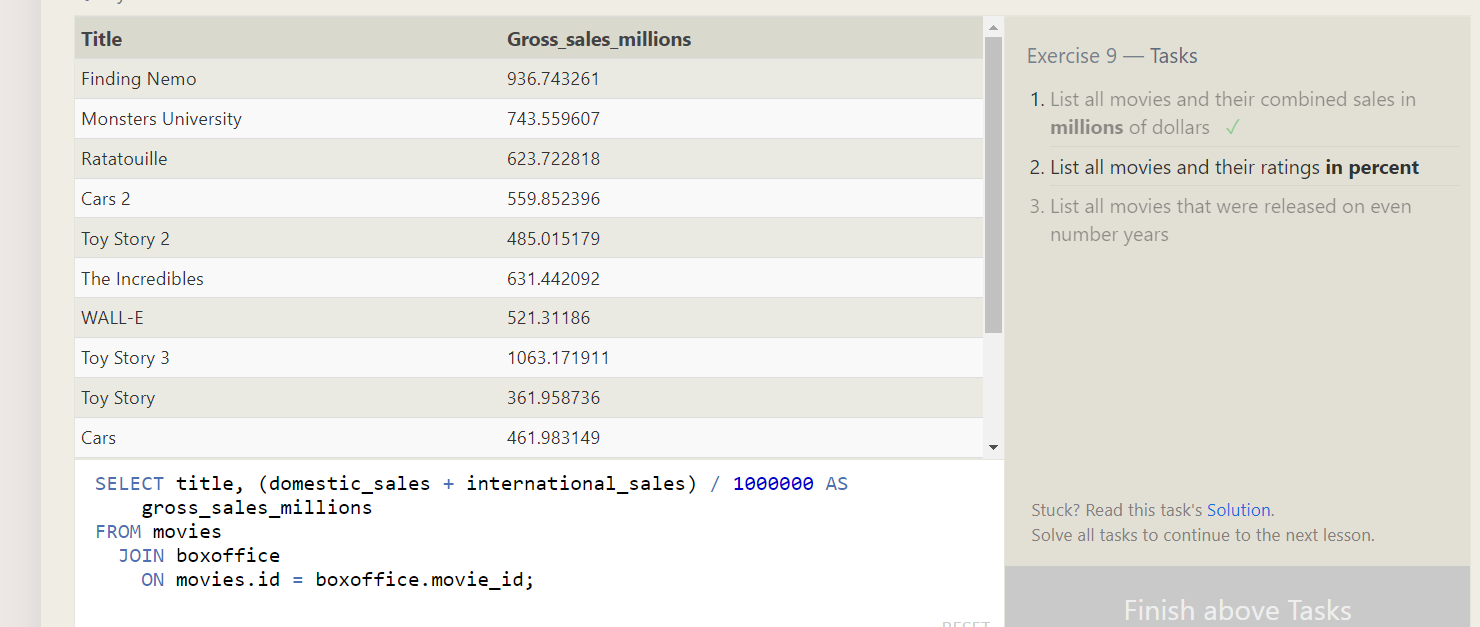 Title Gross_sales_millions
Finding Nemo 936.743261
Monsters University 743.559607
Ratatouille 623.722818
Cars 2 559.852396
Toy Story 2 485.015179
The Incredibles 631.442092
WALL-E 521.31186
Toy Story 3 1063.171911
Toy Story 361.958736
Cars 461.983149
SELECT title, (domestic_sales + international_sales) / 1000000 AS
gross_sales_millions
FROM movies
JOIN boxoffice
ON movies.id = boxoffice.movie_id;
RESET
Exercise 9 — Tasks
1. List all movies and their combined sales in
millions of dollars ✓
2. List all movies and their ratings in percent
3. List all movies that were released on even
number years
Stuck? Read this task's Solution.
Solve all tasks to continue to the next lesson.
Finish above Tasks